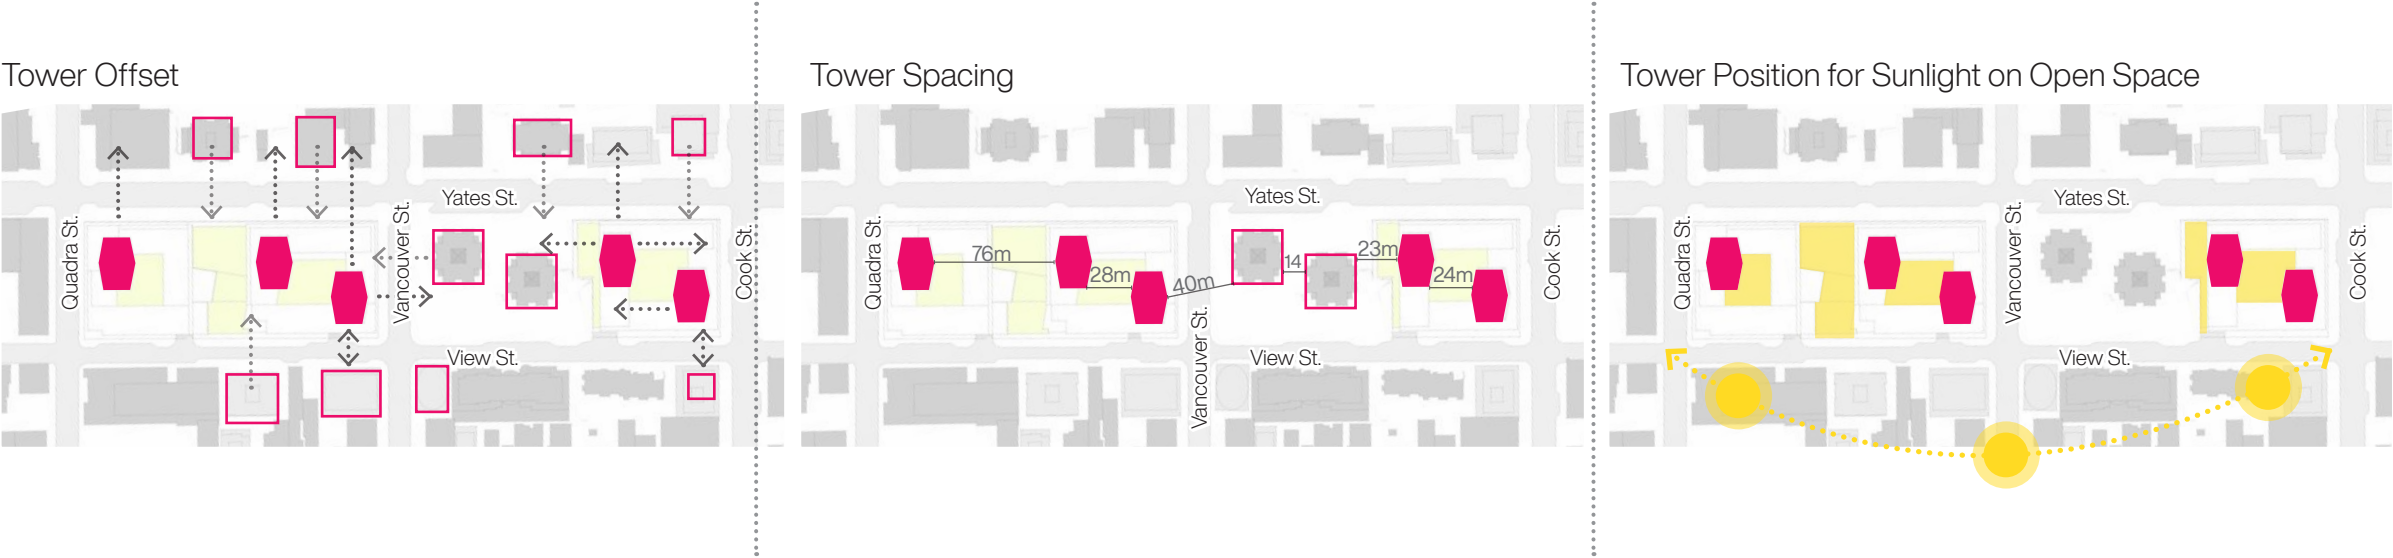 Tower Offset
Yates St.
Quadra St.
Vancouver St.
Cook St.
View St.
Tower Spacing
Yates St.
Quadra St.
76m
28m
40m
14
23m
24m
Vancouver St.
Cook St.
View St.
Tower Position for Sunlight on Open Space
Yates St.
Quadra St.
Vancouver St.
Cook St.
View St.